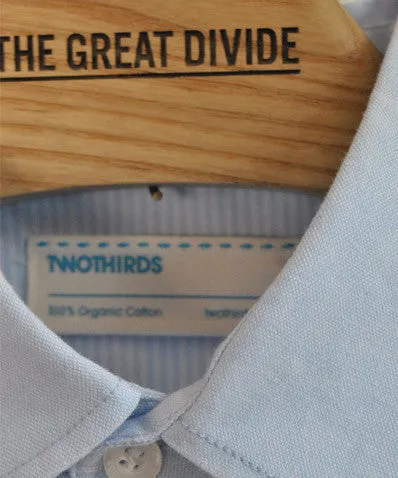 THE GREAT DIVIDE
TWOTHIRDS
100% Organic Cotton